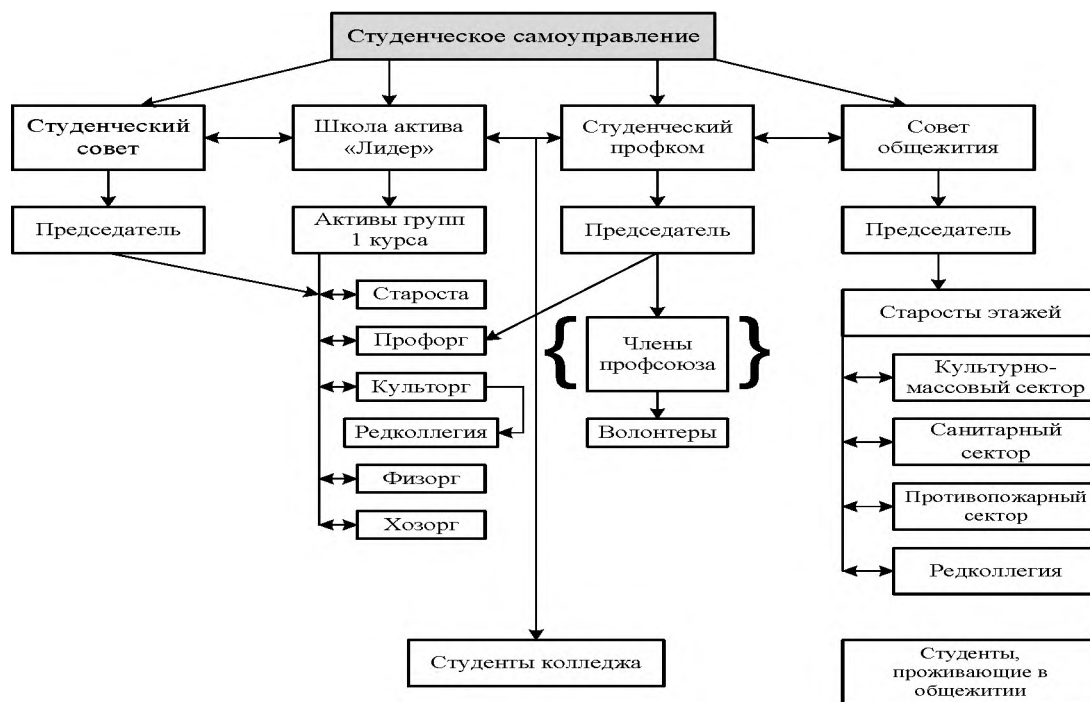 Студенческое самоуправление
Студенческий
совет
Школа актива
«Лидер»
Студенческий
профком
Совет
общежития
Председатель
Активы групп
1 курса
Председатель
Председатель
Староста
Профорг
Культорг
Редколлегия
Физорг
Хозорг
Члены
профсоюза
Волонтеры
Старосты этажей
Культурно-
массовый сектор
Санитарный
сектор
Противопожарный
сектор
Редколлегия
Студенты колледжа
Студенты,
проживающие в
общежитии